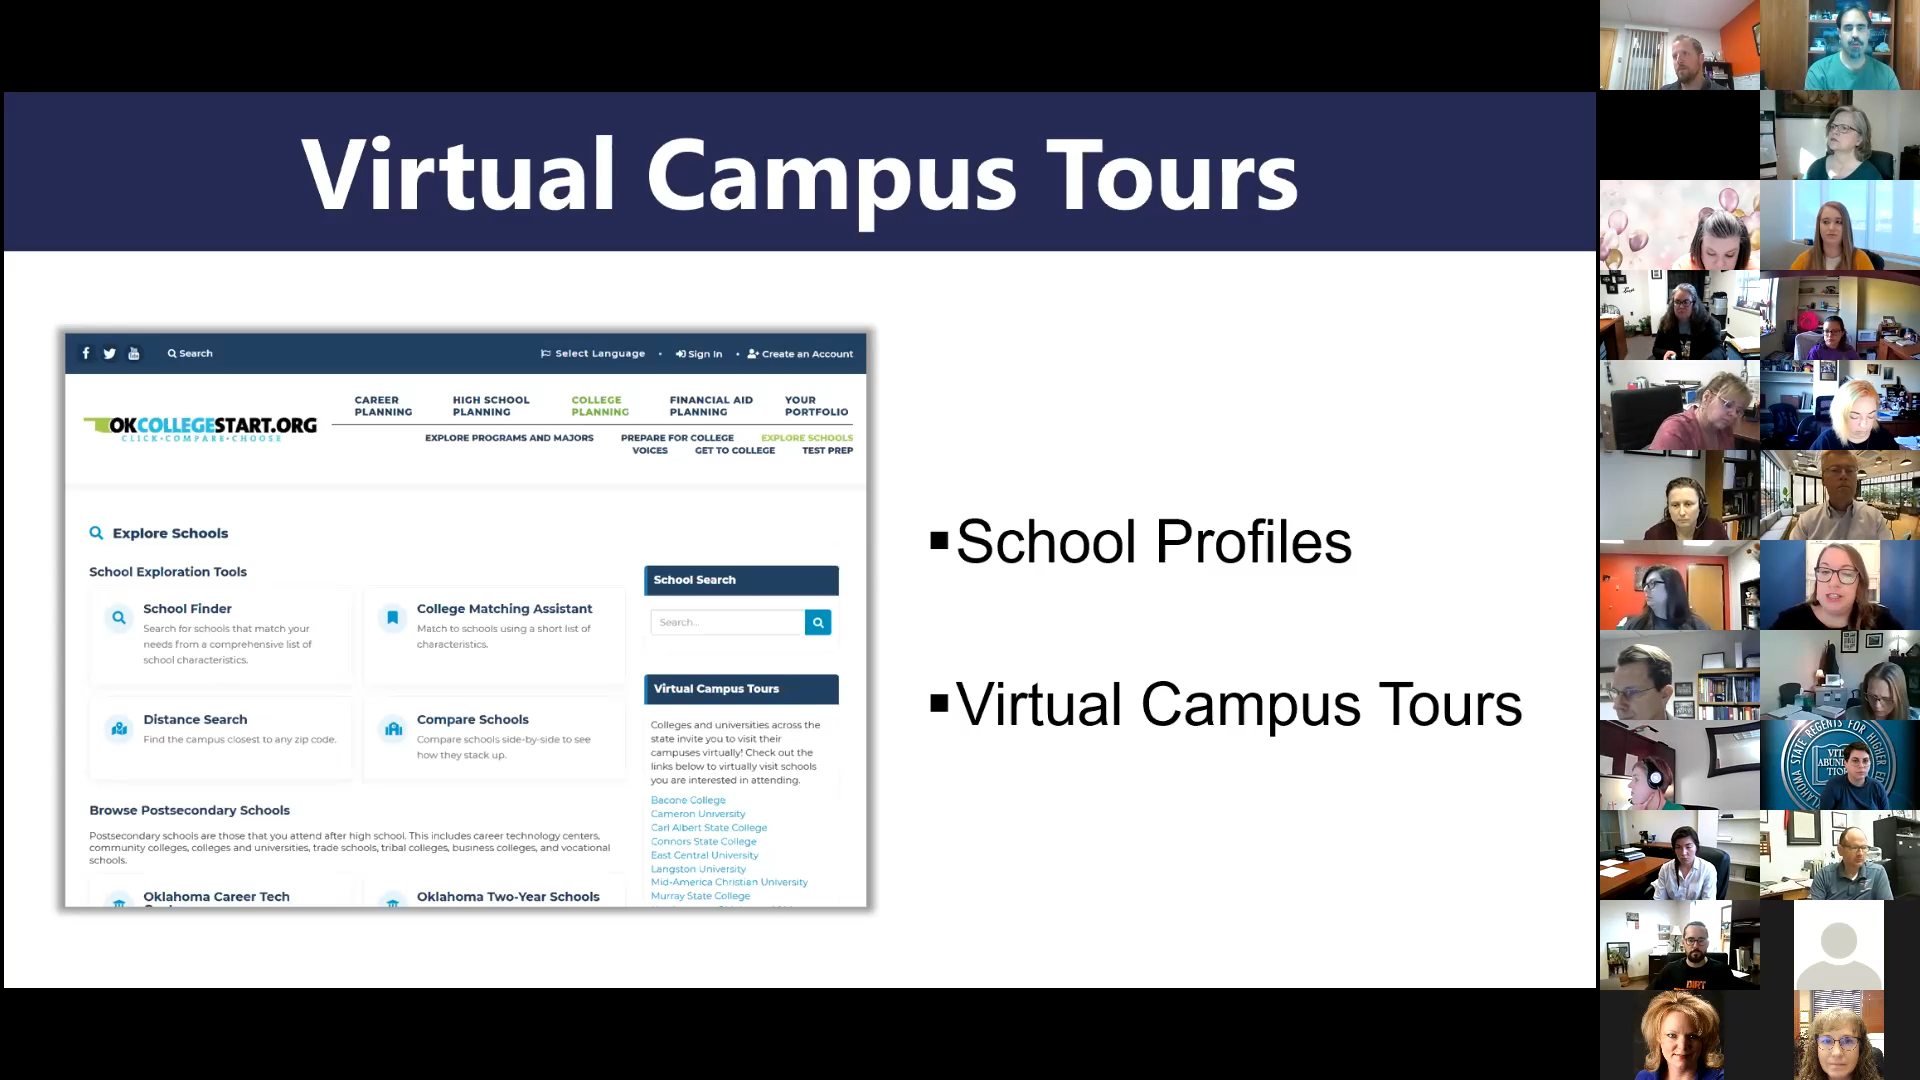 Virtual Campus Tours
Search
Select Language
Sign In
Create an Account
OKCOLLEGESTART.ORG
CLICK•COMPARE•CHOOSE
CAREER PLANNING
HIGH SCHOOL PLANNING
COLLEGE PLANNING
FINANCIAL AID PLANNING
YOUR PORTFOLIO
EXPLORE PROGRAMS AND MAJORS
PREPARE FOR COLLEGE
EXPLORE SCHOOLS
VOICES
GET TO COLLEGE
TEST PREP
Explore Schools
School Exploration Tools
School Finder
Search for schools that match your
needs from a comprehensive list of
school characteristics.
College Matching Assistant
Match to schools using a short list of
characteristics.
Distance Search
Find the campus closest to any zip code.
Compare Schools
Compare schools side-by-side to see
how they stack up.
Browse Postsecondary Schools
Postsecondary schools are those that you attend after high school. This includes career technology centers,
community colleges, colleges and universities, trade schools, tribal colleges, business colleges, and vocational
schools.
Oklahoma Career Tech
Oklahoma Two-Year Schools
School Search
Search...
Virtual Campus Tours
Colleges and universities across the
state invite you to visit their
campuses virtually! Check out the
links below to virtually visit schools
you are interested in attending.
Bacone College
Cameron University
Carl Albert State College
Connors State College
East Central University
Langston University
Mid-America Christian University
Murray State College
▪School Profiles
▪Virtual Campus Tours
DIRT